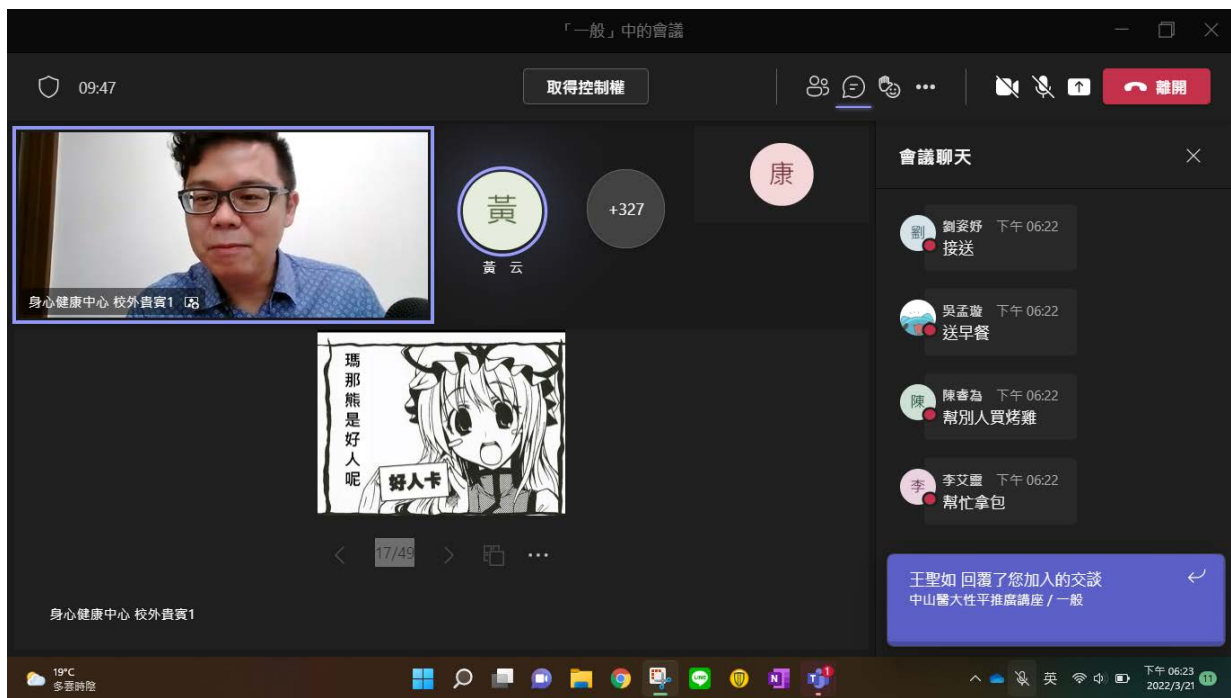 「一般」中的會議
09:47
取得控制權
離開
身心健康中心 校外貴賓1
黃
黃 云
+327
康
瑪那熊是好人呢
好人卡
17/49
身心健康中心 校外貴賓1
會議聊天
劉
劉姿妤 下午 06:22
接送
吳孟璇 下午 06:22
送早餐
陳
陳睿為 下午 06:22
幫別人買烤雞
李
李艾靈 下午 06:22
幫忙拿包
王聖如 回覆了您加入的交談
中山醫大性平推廣講座 / 一般
19°C
多雲時陰
LINE
N
T
1
英
下午 06:23
2022/3/21
11